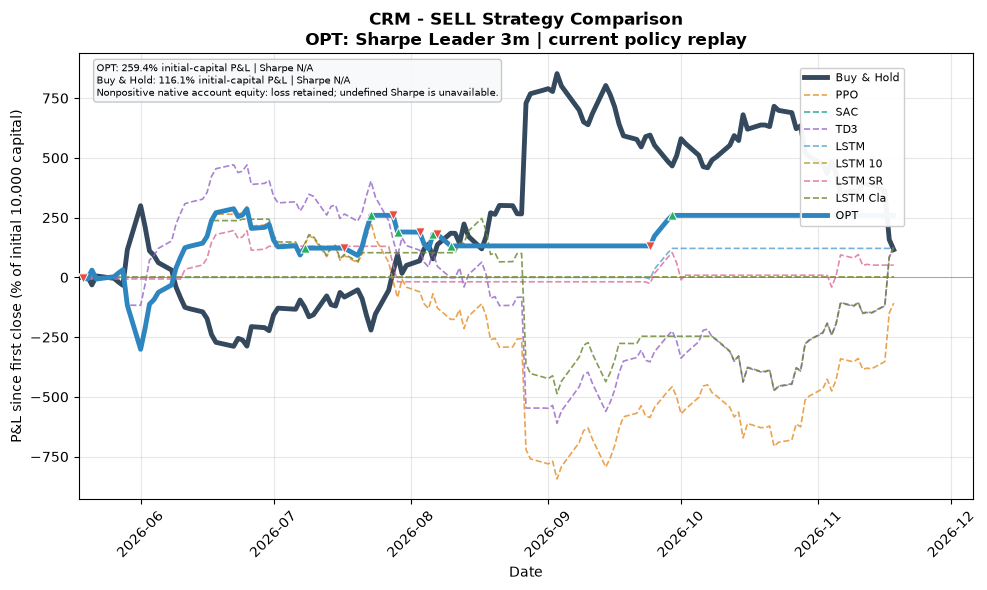 CRM - SELL Strategy Comparison
OPT: Sharpe Leader 3m | current policy replay
OPT: 259.4% initial-capital P&L | Sharpe N/A
Buy & Hold: 116.1% initial-capital P&L | Sharpe N/A
Nonpositive native account equity: loss retained; undefined Sharpe is unavailable.
Buy & Hold
PPO
SAC
TD3
LSTM
LSTM 10
LSTM SR
LSTM Cla
OPT
P&L since first close (% of initial 10,000 capital)
750
500
250
0
−250
−500
−750
2026-06
2026-07
2026-08
2026-09
2026-10
2026-11
2026-12
Date